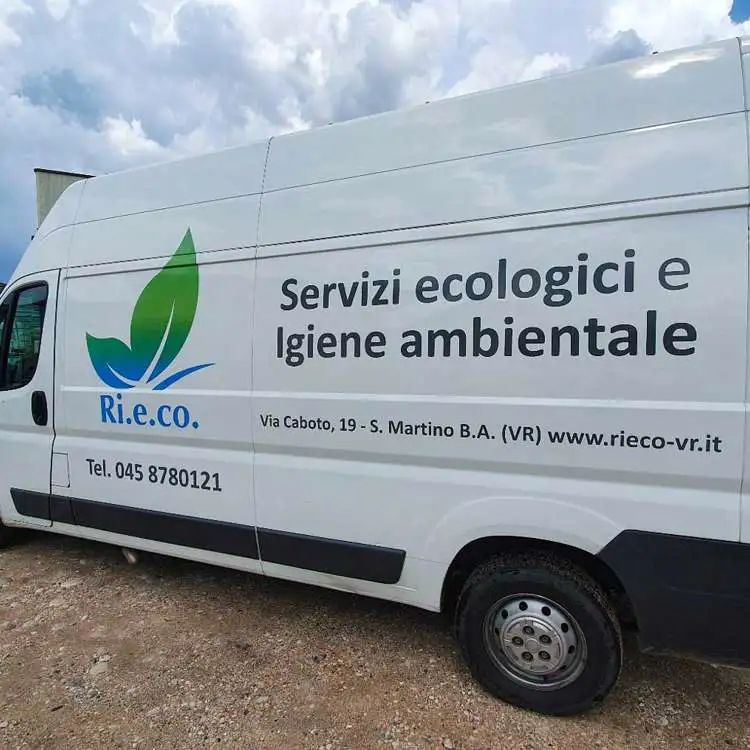 Servizi ecologici e
Igiene ambientale
Ri.e.co.
Via Caboto, 19 - S. Martino B.A. (VR) www.rieco-vr.it
Tel. 045 8780121